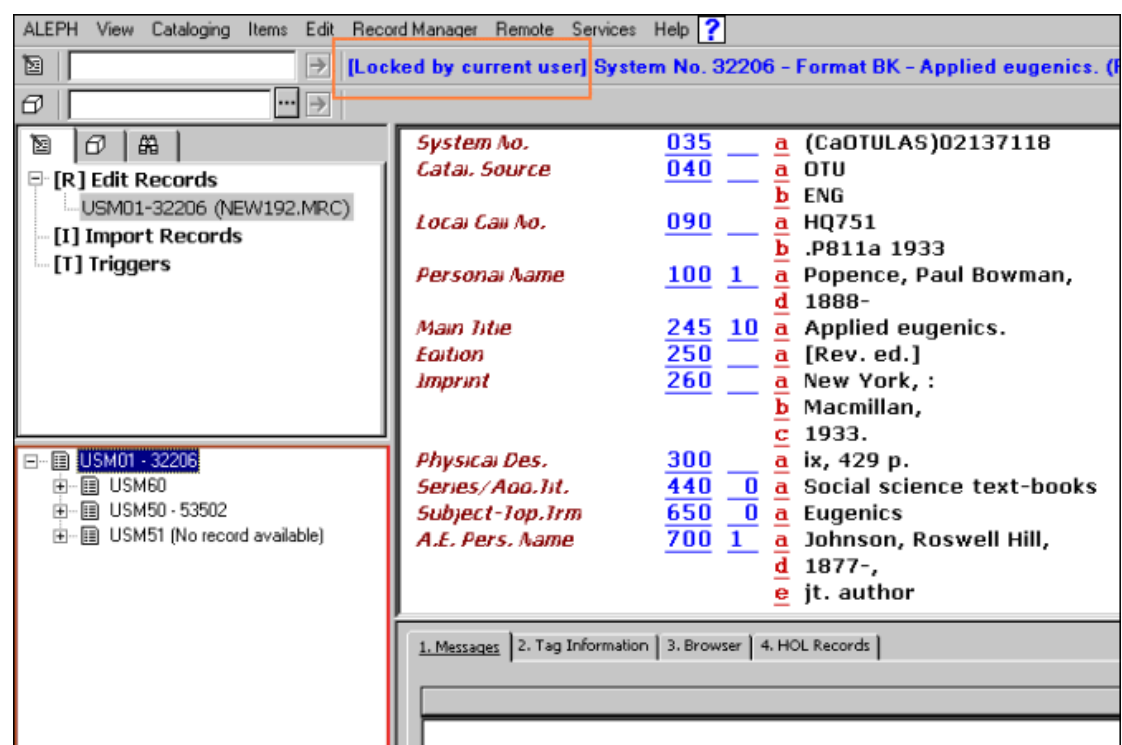 ALEPH View Cataloging Items Edit Record Manager Remote Services Help ?
[Locked by current user] System No. 32206 - Format BK - Applied eugenics. (
[R] Edit Records
USM01-32206 (NEW192.MRC)
[I] Import Records
[T] Triggers
USM01 - 32206
USM60
USM50 - 53502
USM51 (No record available)
System No. 035 a (CaOTULAS)02137118
Catal. Source 040 a OTU
b ENG
Local Call No. 090 a HQ751
b .P811a 1933
Personal Name 100 1 a Popence, Paul Bowman,
d 1888-
Main Title 245 10 a Applied eugenics.
Edition 250 a [Rev. ed.]
Imprint 260 a New York, :
b Macmillan,
c 1933.
Physical Des. 300 a ix, 429 p.
Series/Add.Tit. 440 0 a Social science text-books
Subject-Top.Trm 650 0 a Eugenics
A.E. Pers. Name 700 1 a Johnson, Roswell Hill,
d 1877-,
e jt. author
1. Messages 2. Tag Information 3. Browser 4. HOL Records